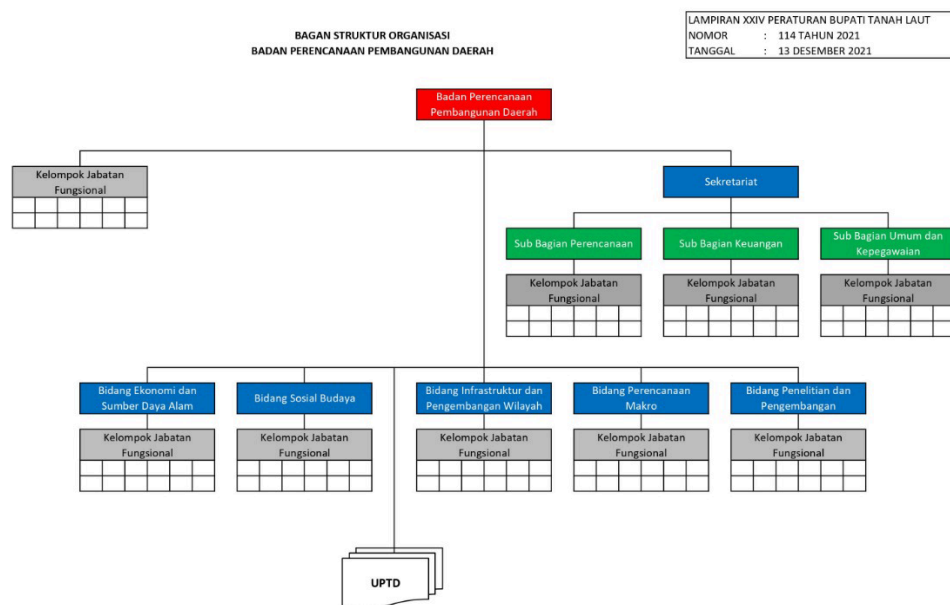 LAMPIRAN XXIV PERATURAN BUPATI TANAH LAUT
NOMOR : 114 TAHUN 2021
TANGGAL : 13 DESEMBER 2021
BAGAN STRUKTUR ORGANISASI
BADAN PERENCANAAN PEMBANGUNAN DAERAH
Badan Perencanaan
Pembangunan Daerah
Kelompok Jabatan
Fungsional
Sekretariat
Sub Bagian Perencanaan
Sub Bagian Keuangan
Sub Bagian Umum dan
Kepegawaian
Kelompok Jabatan
Fungsional
Kelompok Jabatan
Fungsional
Kelompok Jabatan
Fungsional
Bidang Ekonomi dan
Sumber Daya Alam
Bidang Sosial Budaya
Bidang Infrastruktur dan
Pengembangan Wilayah
Bidang Perencanaan
Makro
Bidang Penelitian dan
Pengembangan
Kelompok Jabatan
Fungsional
Kelompok Jabatan
Fungsional
Kelompok Jabatan
Fungsional
Kelompok Jabatan
Fungsional
Kelompok Jabatan
Fungsional
UPTD